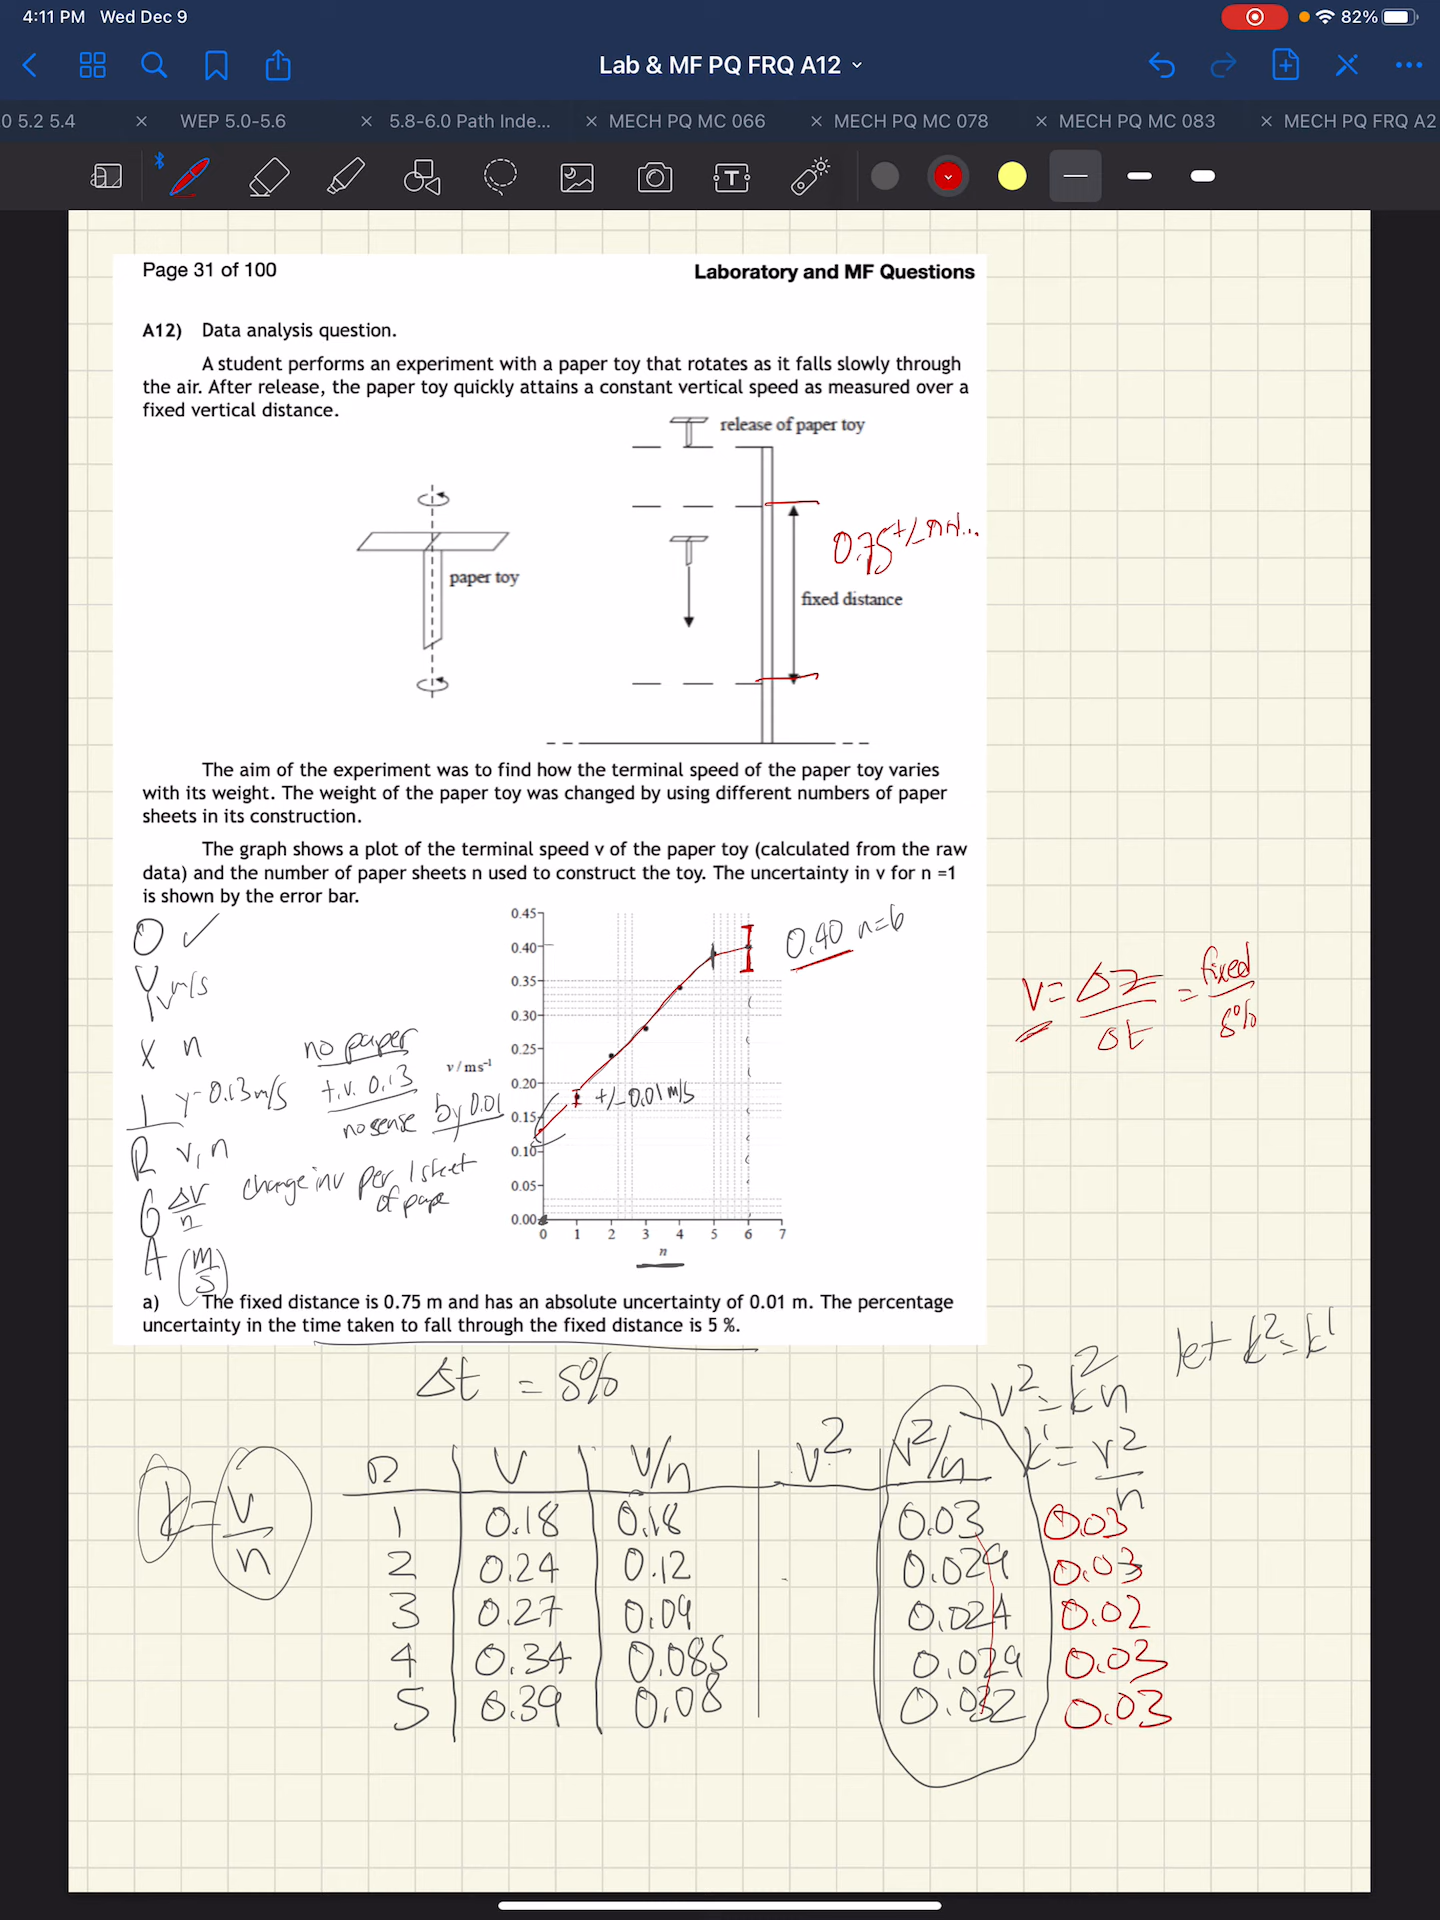 4:11 PM Wed Dec 9
82%
Lab & MF PQ FRQ A12
0 5.2 5.4
WEP 5.0-5.6
5.8-6.0 Path Inde...
MECH PQ MC 066
MECH PQ MC 078
MECH PQ MC 083
MECH PQ FRQ A2
Page 31 of 100
Laboratory and MF Questions
A12) Data analysis question.
A student performs an experiment with a paper toy that rotates as it falls slowly through
the air. After release, the paper toy quickly attains a constant vertical speed as measured over a
fixed vertical distance.
release of paper toy
0.75 +/-
paper toy
fixed distance
The aim of the experiment was to find how the terminal speed of the paper toy varies
with its weight. The weight of the paper toy was changed by using different numbers of paper
sheets in its construction.
The graph shows a plot of the terminal speed v of the paper toy (calculated from the raw
data) and the number of paper sheets n used to construct the toy. The uncertainty in v for n =1
is shown by the error bar.
O ✓
Y v m/s
X n
I y- 0.13 m/s
R v, n
G Δv/n change in v per 1 sheet of pape
A (m/s)
no paper
t.v. 0.13
no sense by 0.01
0.45
0.40
0.35
0.30
0.25
0.20
0.15
0.10
0.05
0.00
v / ms⁻¹
+/- 0.01 m/s
0.40 n=6
0 1 2 3 4 5 6 7
n
v = Δz/Δt = fixed/5%
a) The fixed distance is 0.75 m and has an absolute uncertainty of 0.01 m. The percentage
uncertainty in the time taken to fall through the fixed distance is 5 %.
Δt = 5%
let k² = k'
v² = k²n
k' = v²/n
k = v/n
n V V/n V² V²/n
1 0.18 0.18 0.03 0.03
2 0.24 0.12 0.029 0.03
3 0.27 0.09 0.024 0.02
4 0.34 0.085 0.029 0.03
5 0.39 0.08 0.032 0.03